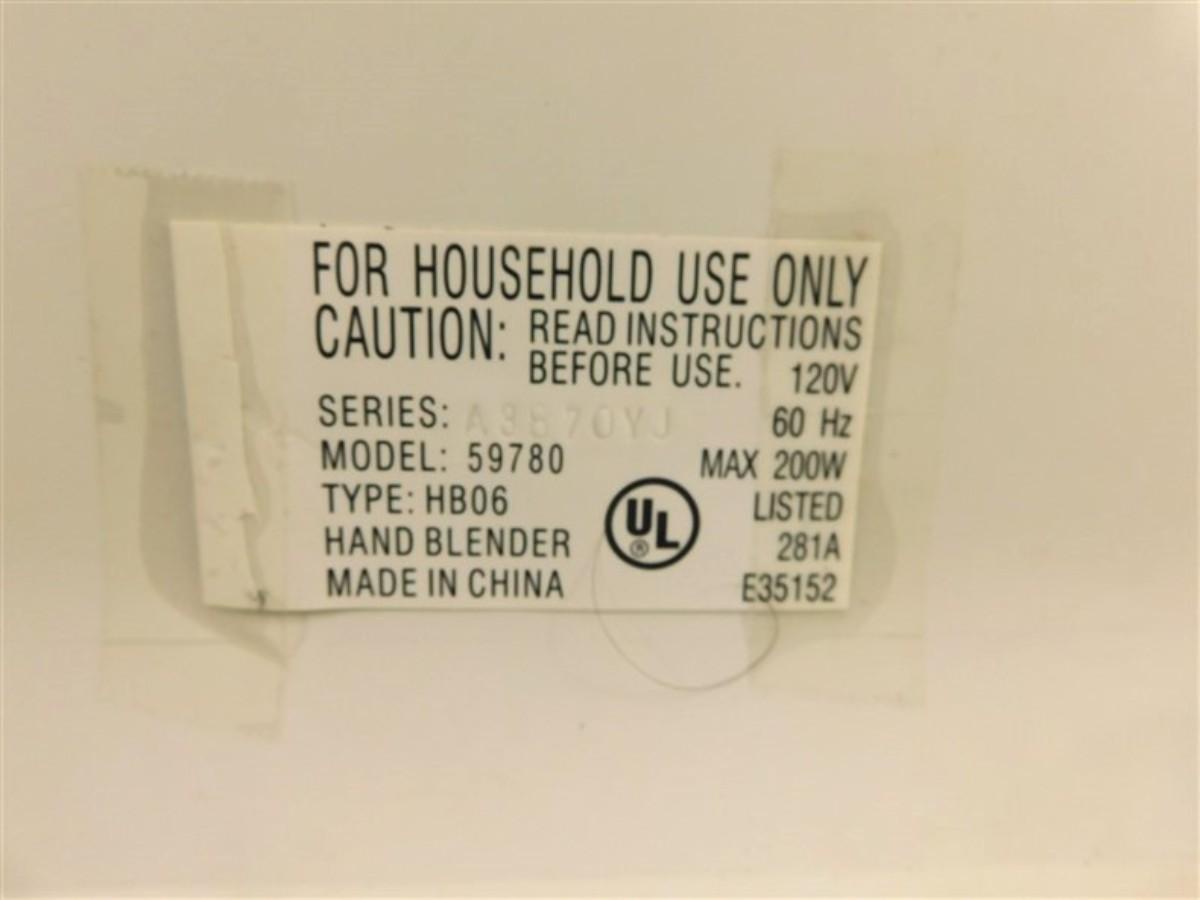 FOR HOUSEHOLD USE ONLY
CAUTION: READ INSTRUCTIONS
BEFORE USE. 120V
SERIES: 60 Hz
MODEL: 59780 MAX 200W
TYPE: HB06 UL® LISTED
HAND BLENDER 281A
MADE IN CHINA E35152